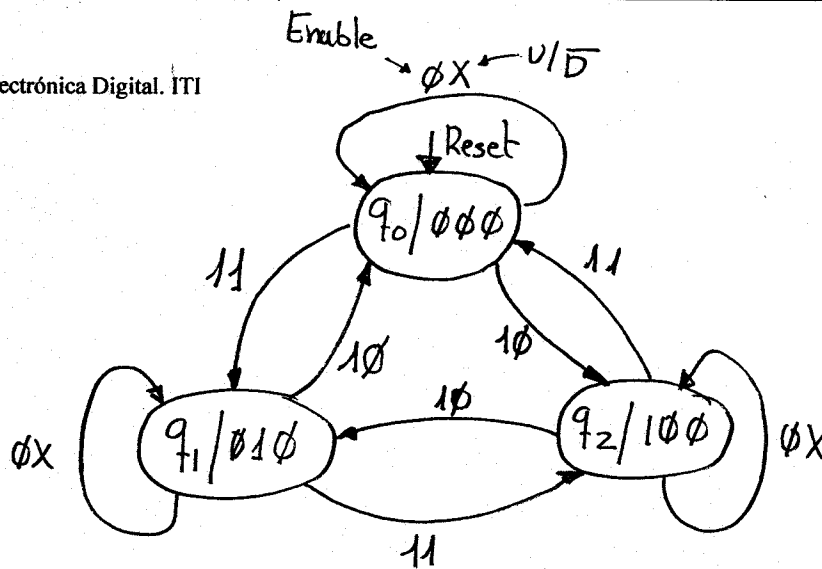 Enable
U/D̅
ØX
ectrónica Digital. ITI
Reset
q₀/ØØØ
11
11
1Ø
1Ø
1Ø
ØX
q₁/Ø1Ø
q₂/1ØØ
ØX
11